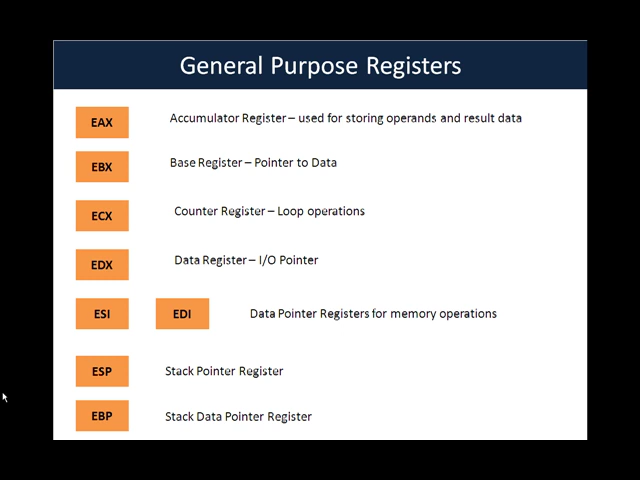 General Purpose Registers
EAX Accumulator Register – used for storing operands and result data
EBX Base Register – Pointer to Data
ECX Counter Register – Loop operations
EDX Data Register – I/O Pointer
ESI EDI Data Pointer Registers for memory operations
ESP Stack Pointer Register
EBP Stack Data Pointer Register